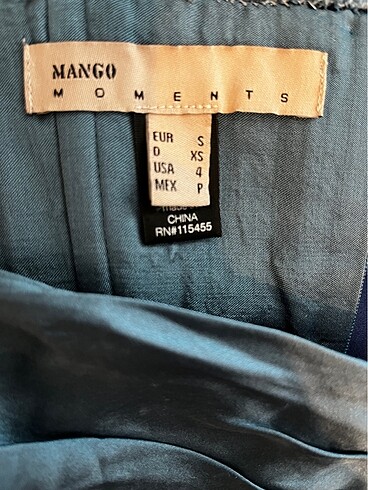 MANGO
MOMENTS
EUR S
D XS
USA 4
MEX P
CHINA
RN#115455